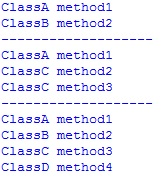 ClassA method1
ClassB method2
-------------------
ClassA method1
ClassC method2
ClassC method3
-------------------
ClassA method1
ClassB method2
ClassC method3
ClassD method4